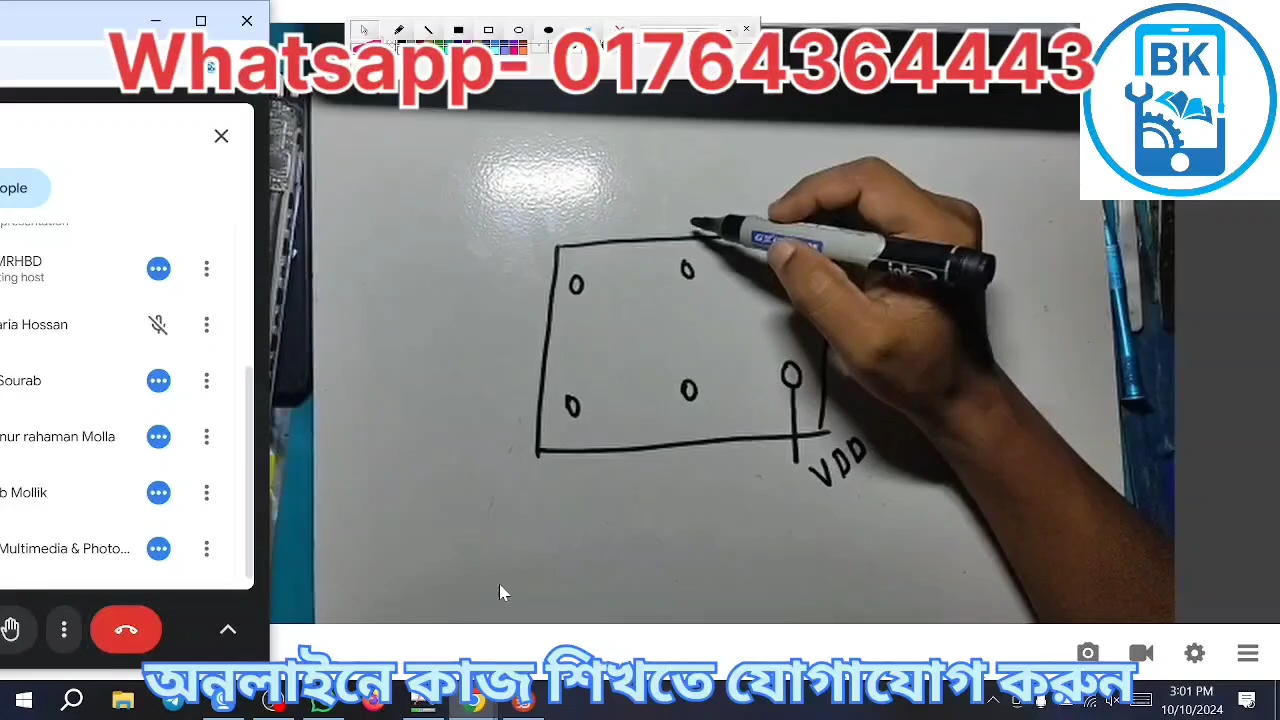 Whatsapp- 01764364443
BK
ople
presentation
MRHBD
ting host
aria Hossan
Sourab
nur rahaman Molla
b Mollik
Multimedia & Photo...
VDD
অনলাইনে কাজ শিখতে যোগাযোগ করুন
3:01 PM
10/10/2024